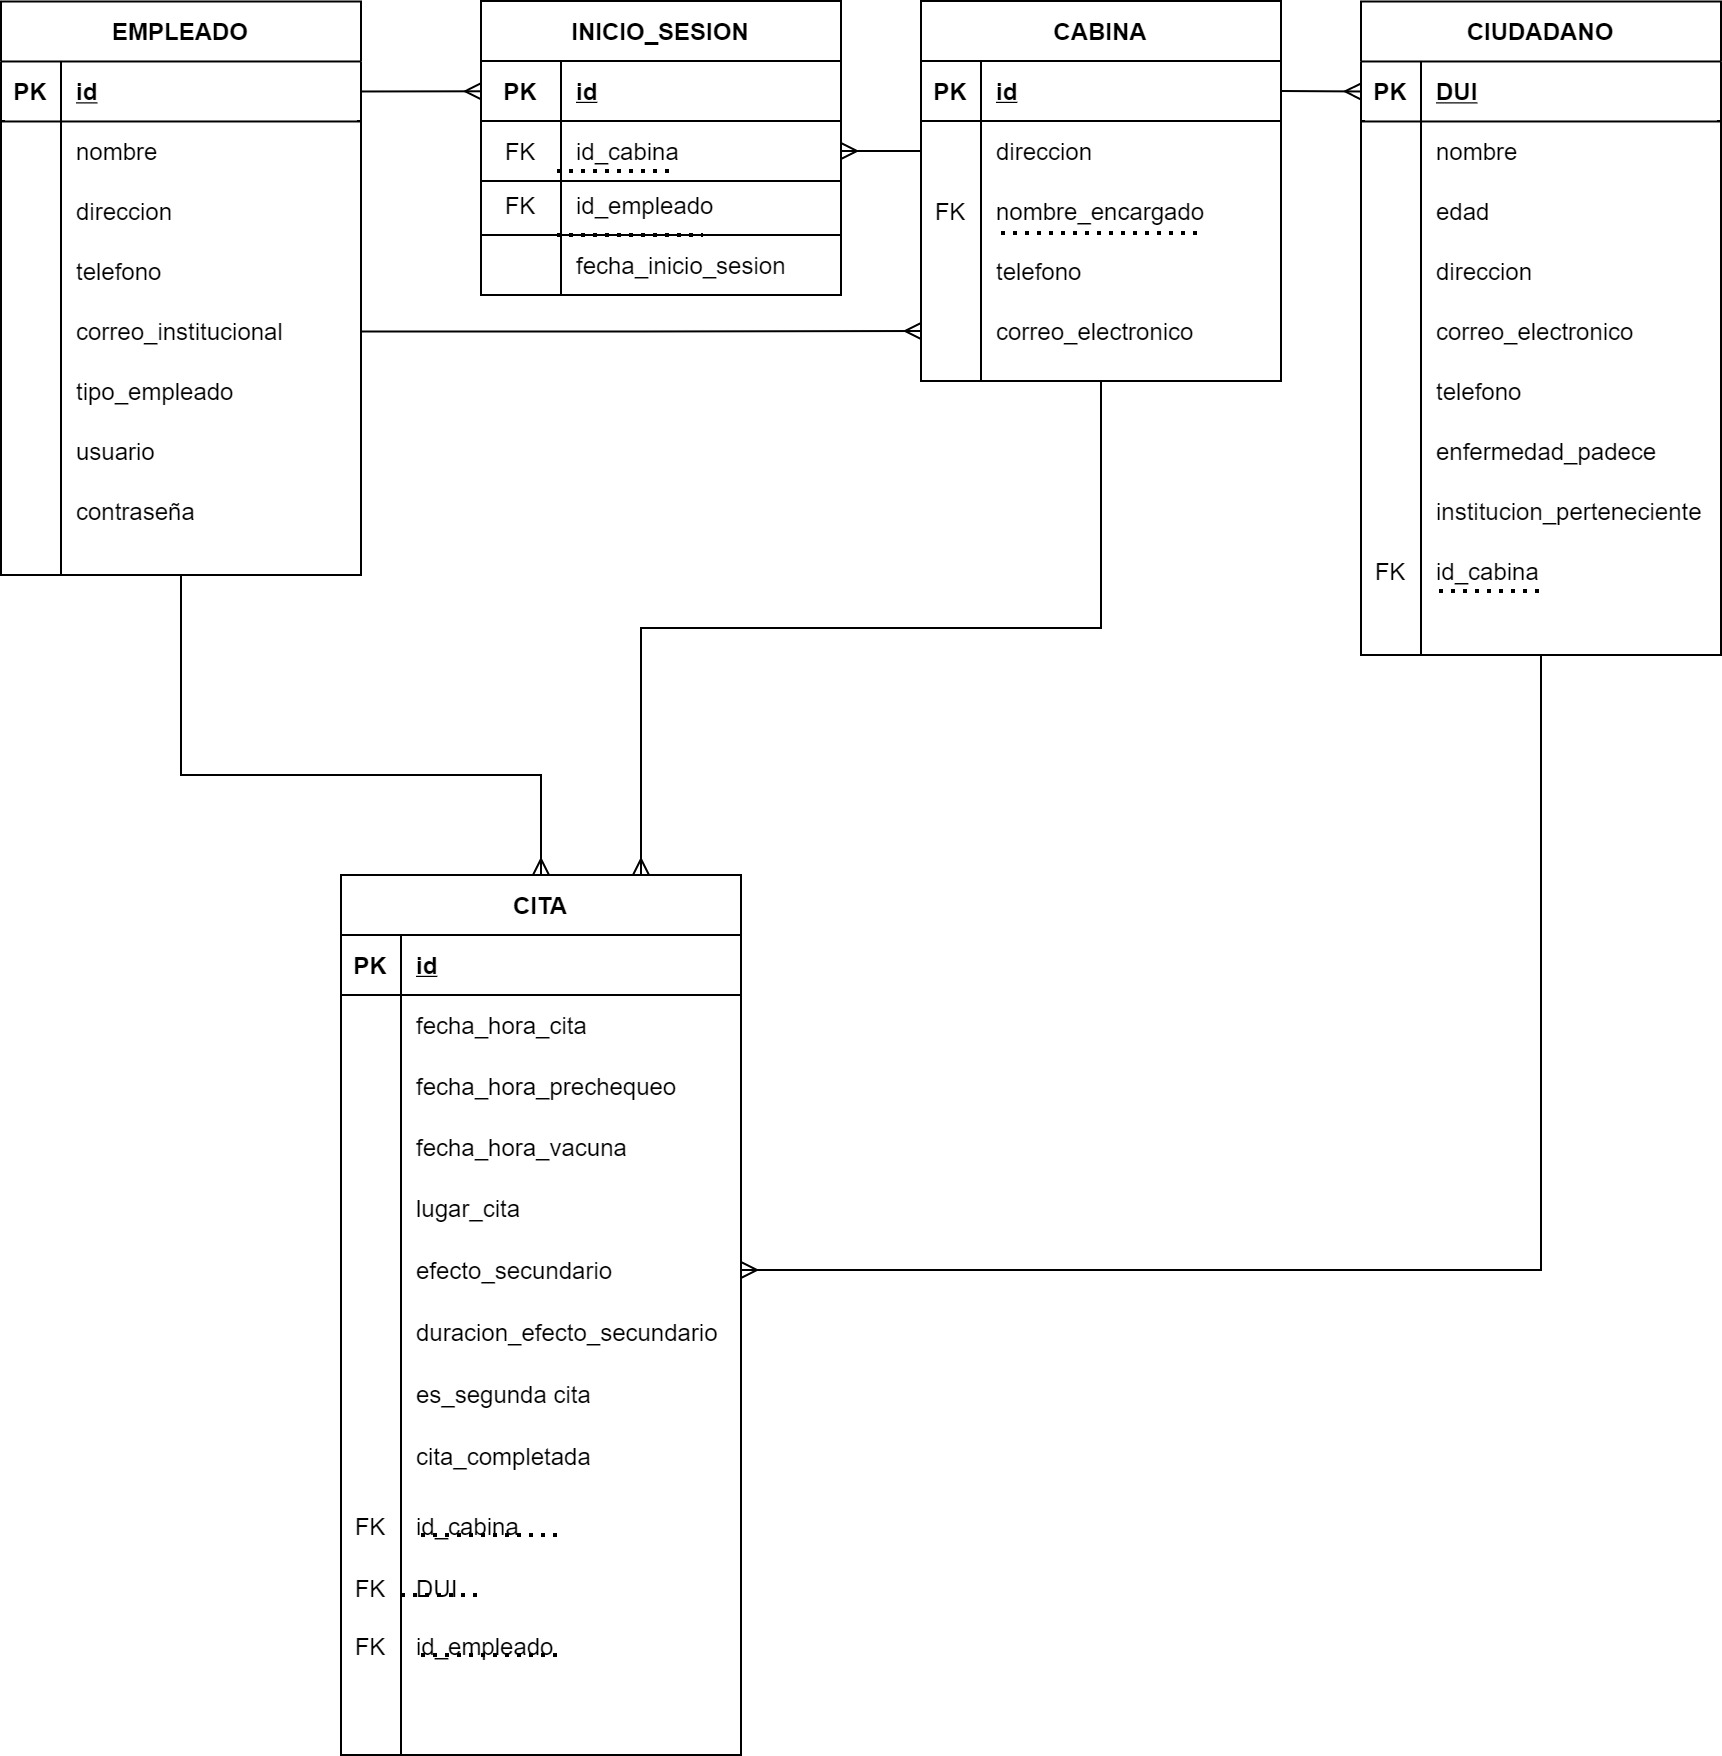 EMPLEADO
PK id
nombre
direccion
telefono
correo_institucional
tipo_empleado
usuario
contraseña
INICIO_SESION
PK id
FK id_cabina
FK id_empleado
fecha_inicio_sesion
CABINA
PK id
direccion
FK nombre_encargado
telefono
correo_electronico
CIUDADANO
PK DUI
nombre
edad
direccion
correo_electronico
telefono
enfermedad_padece
institucion_perteneciente
FK id_cabina
CITA
PK id
fecha_hora_cita
fecha_hora_prechequeo
fecha_hora_vacuna
lugar_cita
efecto_secundario
duracion_efecto_secundario
es_segunda cita
cita_completada
FK id_cabina
FK DUI
FK id_empleado